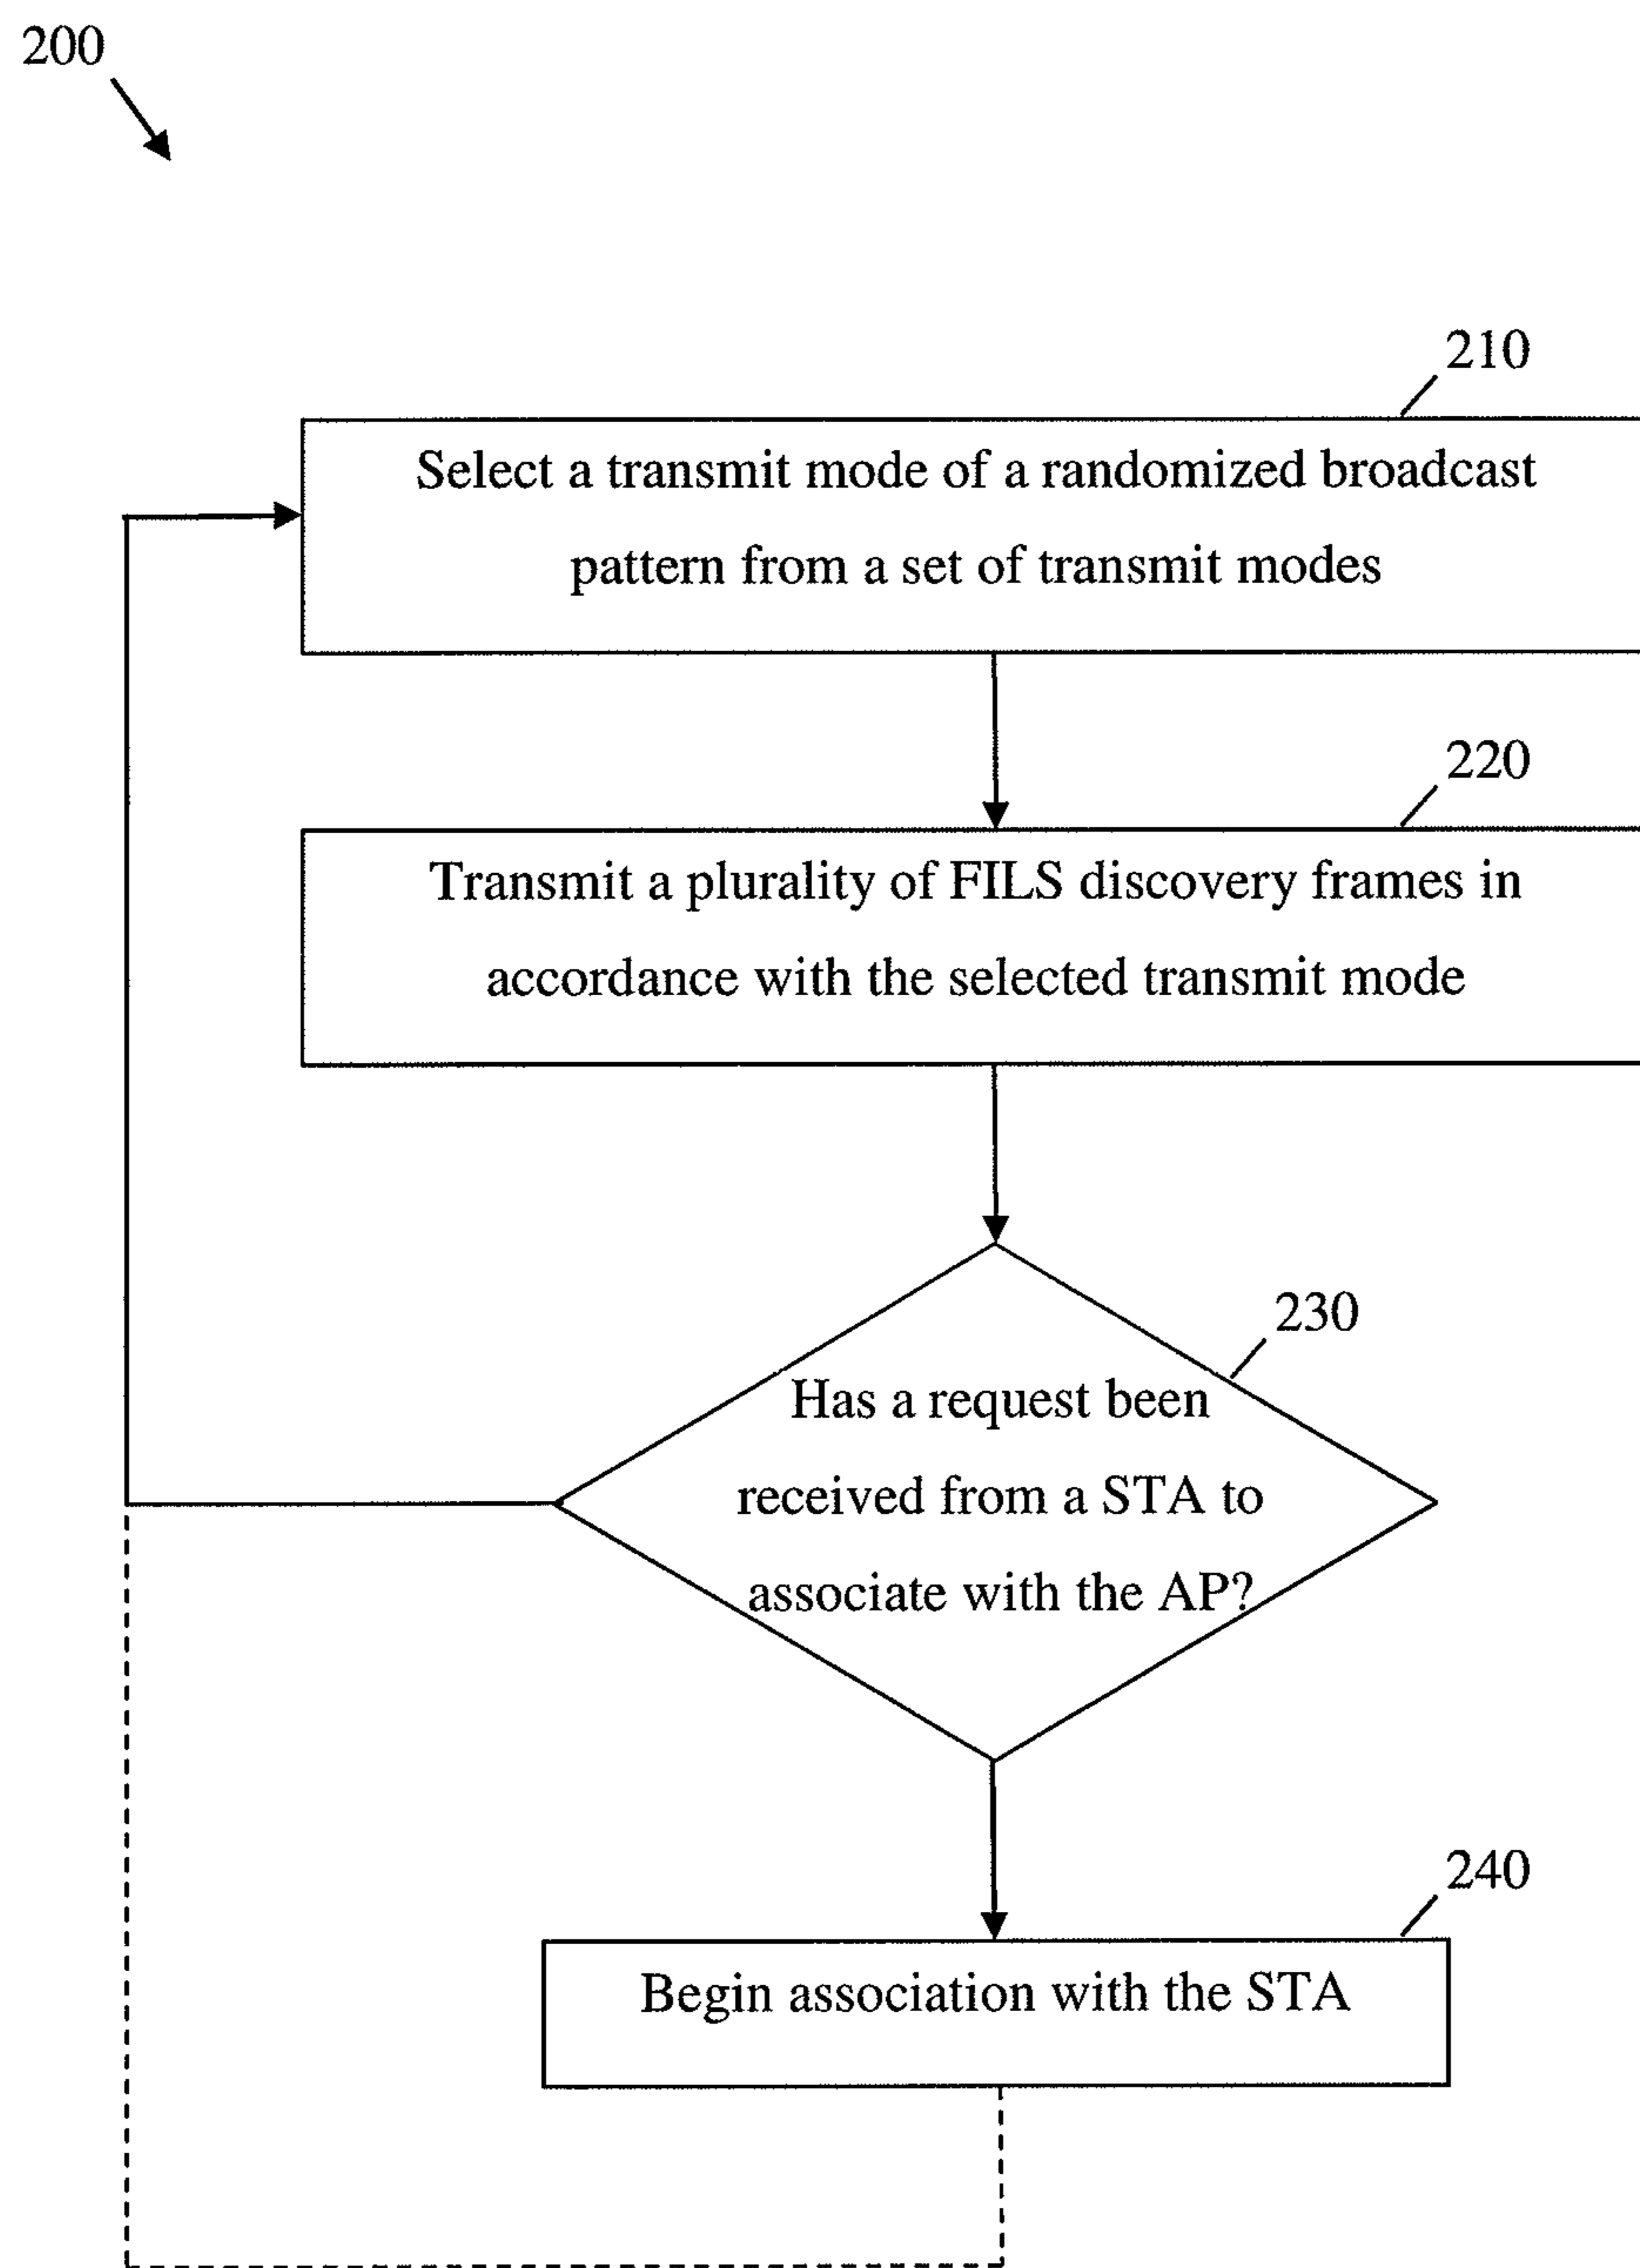 200
210
Select a transmit mode of a randomized broadcast
pattern from a set of transmit modes
220
Transmit a plurality of FILS discovery frames in
accordance with the selected transmit mode
230
Has a request been
received from a STA to
associate with the AP?
240
Begin association with the STA